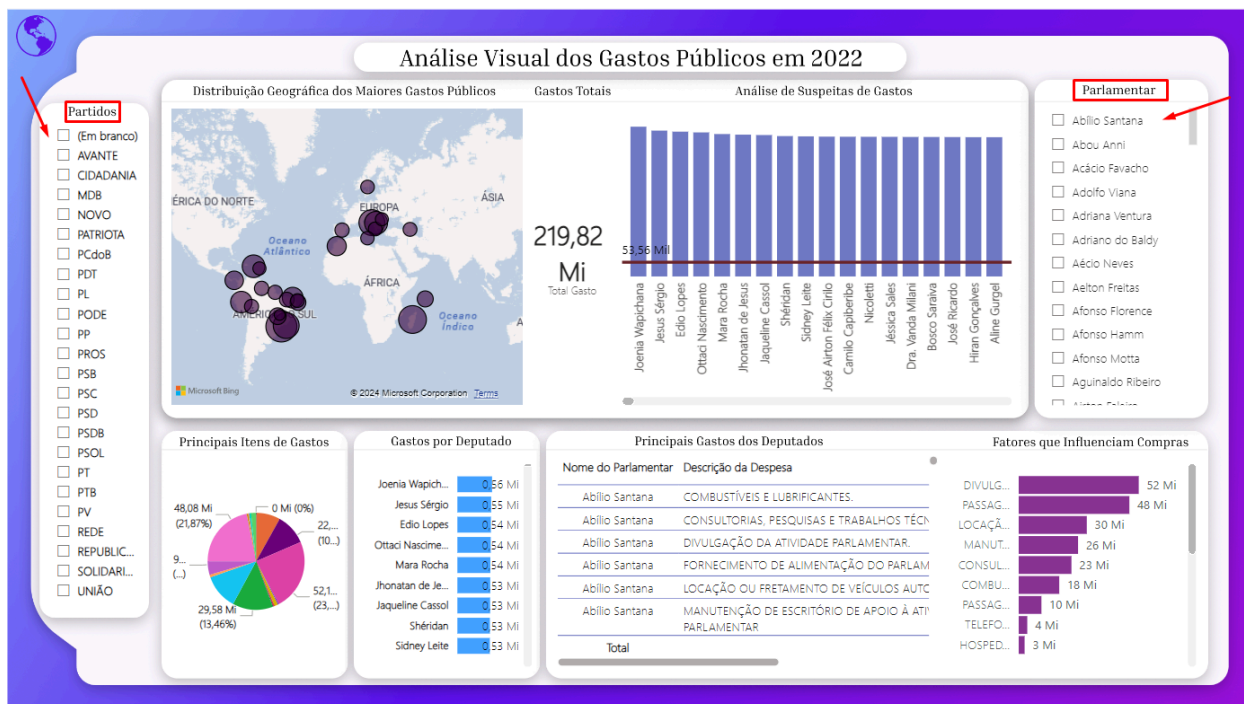 Análise Visual dos Gastos Públicos em 2022
Partidos
(Em branco)
AVANTE
CIDADANIA
MDB
NOVO
PATRIOTA
PCdoB
PDT
PL
PODE
PP
PROS
PSB
PSC
PSD
PSDB
PSOL
PT
PTB
PV
REDE
REPUBLIC...
SOLIDARI...
UNIÃO
Distribuição Geográfica dos Maiores Gastos Públicos
ÉRICA DO NORTE
EUROPA
ÁSIA
Oceano
Atlântico
ÁFRICA
Oceano
Índico
A
Microsoft Bing
© 2024 Microsoft Corporation Terms
Gastos Totais
219,82
Mi
Total Gasto
Análise de Suspeitas de Gastos
53,56 Mil
Joenia Wapichana
Jesus Sérgio
Edio Lopes
Ottaci Nascimento
Mara Rocha
Jhonatan de Jesus
Jaqueline Cassol
Shéridan
Sidney Leite
José Airton Félix Cirilo
Camilo Capiberibe
Nicoletti
Jéssica Sales
Dra. Vanda Milani
Bosco Saraiva
José Ricardo
Hiran Gonçalves
Aline Gurgel
Parlamentar
Abílio Santana
Abou Anni
Acácio Favacho
Adolfo Viana
Adriana Ventura
Adriano do Baldy
Aécio Neves
Aelton Freitas
Afonso Florence
Afonso Hamm
Afonso Motta
Aguinaldo Ribeiro
Principais Itens de Gastos
48,08 Mi
(21,87%)
0 Mi (0%)
22,...
(10...)
9...
(...)
52,1...
(23,...)
29,58 Mi
(13,46%)
Gastos por Deputado
Joenia Wapich... 0,56 Mi
Jesus Sérgio 0,55 Mi
Edio Lopes 0,54 Mi
Ottaci Nascime... 0,54 Mi
Mara Rocha 0,54 Mi
Jhonatan de Je... 0,53 Mi
Jaqueline Cassol 0,53 Mi
Shéridan 0,53 Mi
Sidney Leite 0,53 Mi
Principais Gastos dos Deputados
Nome do Parlamentar Descrição da Despesa
Abílio Santana COMBUSTÍVEIS E LUBRIFICANTES.
Abílio Santana CONSULTORIAS, PESQUISAS E TRABALHOS TÉCN
Abílio Santana DIVULGAÇÃO DA ATIVIDADE PARLAMENTAR.
Abílio Santana FORNECIMENTO DE ALIMENTAÇÃO DO PARLAM
Abílio Santana LOCAÇÃO OU FRETAMENTO DE VEÍCULOS AUTC
Abílio Santana MANUTENÇÃO DE ESCRITÓRIO DE APOIO À ATI
PARLAMENTAR
Total
Fatores que Influenciam Compras
DIVULG... 52 Mi
PASSAG... 48 Mi
LOCAÇÃ... 30 Mi
MANUT... 26 Mi
CONSUL... 23 Mi
COMBU... 18 Mi
PASSAG... 10 Mi
TELEFO... 4 Mi
HOSPED... 3 Mi